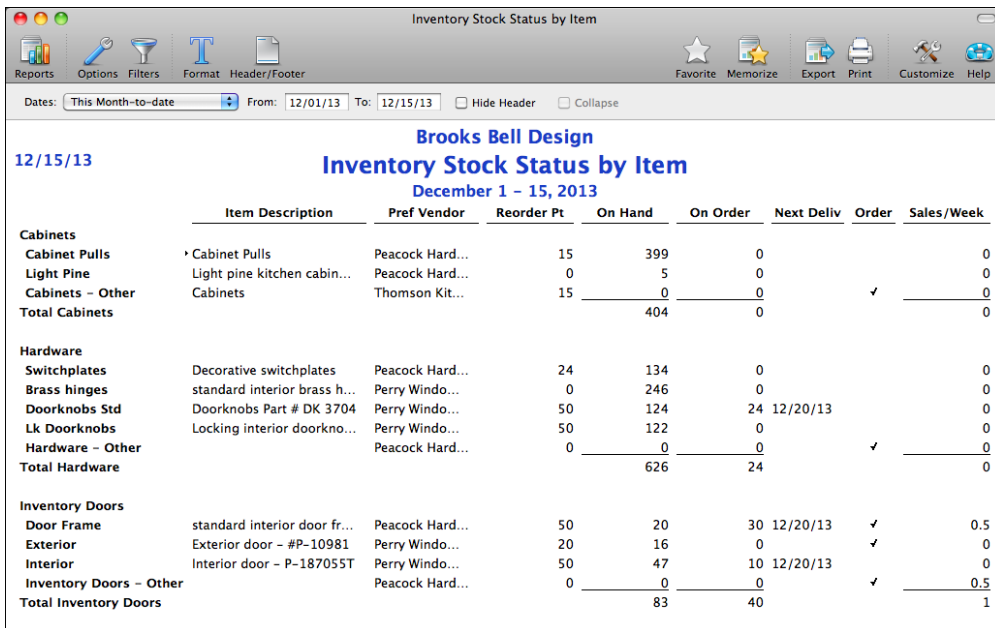 Inventory Stock Status by Item
Reports Options Filters Format Header/Footer Favorite Memorize Export Print Customize Help
Dates: This Month-to-date From: 12/01/13 To: 12/15/13 Hide Header Collapse
Brooks Bell Design
12/15/13 Inventory Stock Status by Item
December 1 – 15, 2013
Item Description Pref Vendor Reorder Pt On Hand On Order Next Deliv Order Sales/Week
Cabinets
Cabinet Pulls Cabinet Pulls Peacock Hard... 15 399 0 0
Light Pine Light pine kitchen cabin... Peacock Hard... 0 5 0 0
Cabinets – Other Cabinets Thomson Kit... 15 0 0 ✓ 0
Total Cabinets 404 0 0
Hardware
Switchplates Decorative switchplates Peacock Hard... 24 134 0 0
Brass hinges standard interior brass h... Perry Windo... 0 246 0 0
Doorknobs Std Doorknobs Part # DK 3704 Perry Windo... 50 124 24 12/20/13 0
Lk Doorknobs Locking interior doorkno... Perry Windo... 50 122 0 0
Hardware – Other Peacock Hard... 0 0 0 ✓ 0
Total Hardware 626 24 0
Inventory Doors
Door Frame standard interior door fr... Peacock Hard... 50 20 30 12/20/13 ✓ 0.5
Exterior Exterior door – #P-10981 Perry Windo... 20 16 0 ✓ 0
Interior Interior door – P-187055T Perry Windo... 50 47 10 12/20/13 0
Inventory Doors – Other Peacock Hard... 0 0 0 ✓ 0.5
Total Inventory Doors 83 40 1